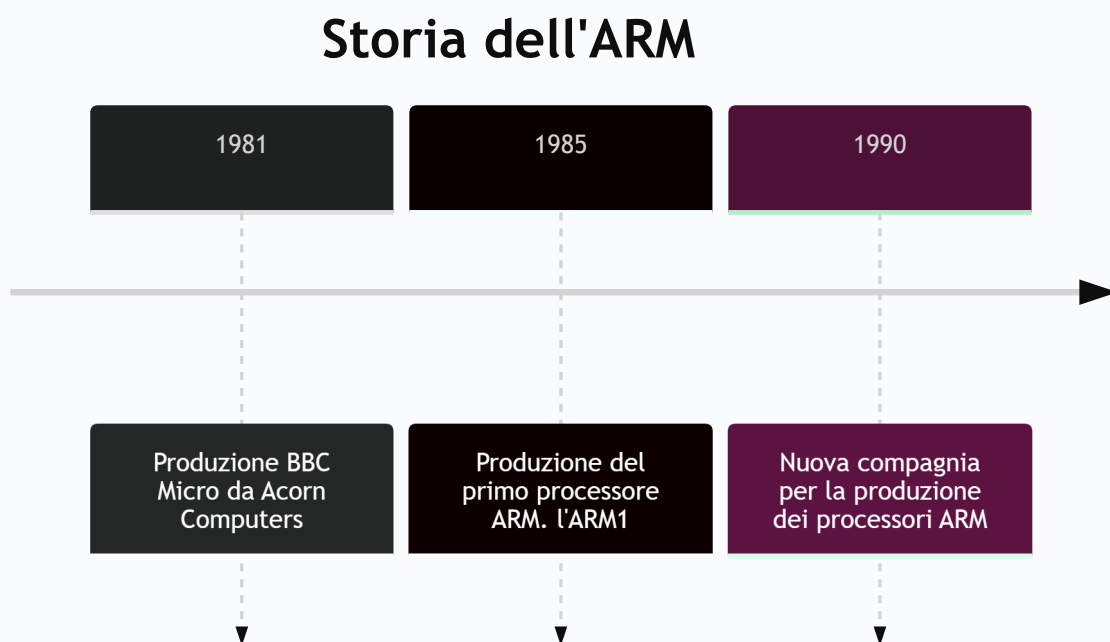 Storia dell'ARM
1981
1985
1990
Produzione BBC
Micro da Acorn
Computers
Produzione del
primo processore
ARM. l'ARM1
Nuova compagnia
per la produzione
dei processori ARM